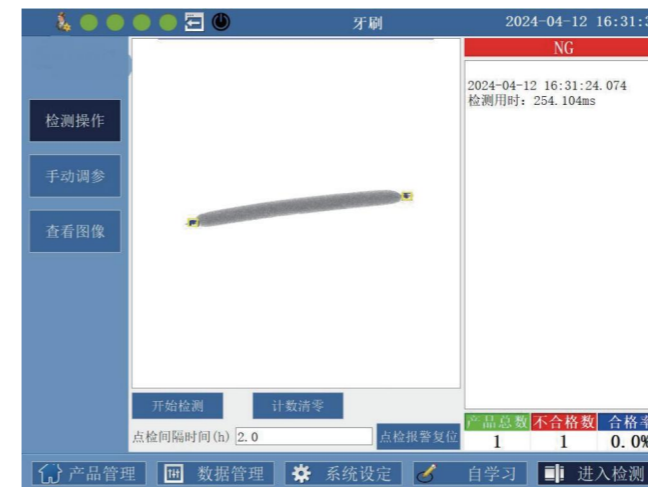 牙刷
2024-04-12 16:31:3
NG
2024-04-12 16:31:24.074
检测用时: 254.104ms
检测操作
手动调参
查看图像
开始检测
计数清零
点检间隔时间(h) 2.0
点检报警复位
产品总数 不合格数 合格率
1 1 0.0%
产品管理
数据管理
系统设定
自学习
进入检测